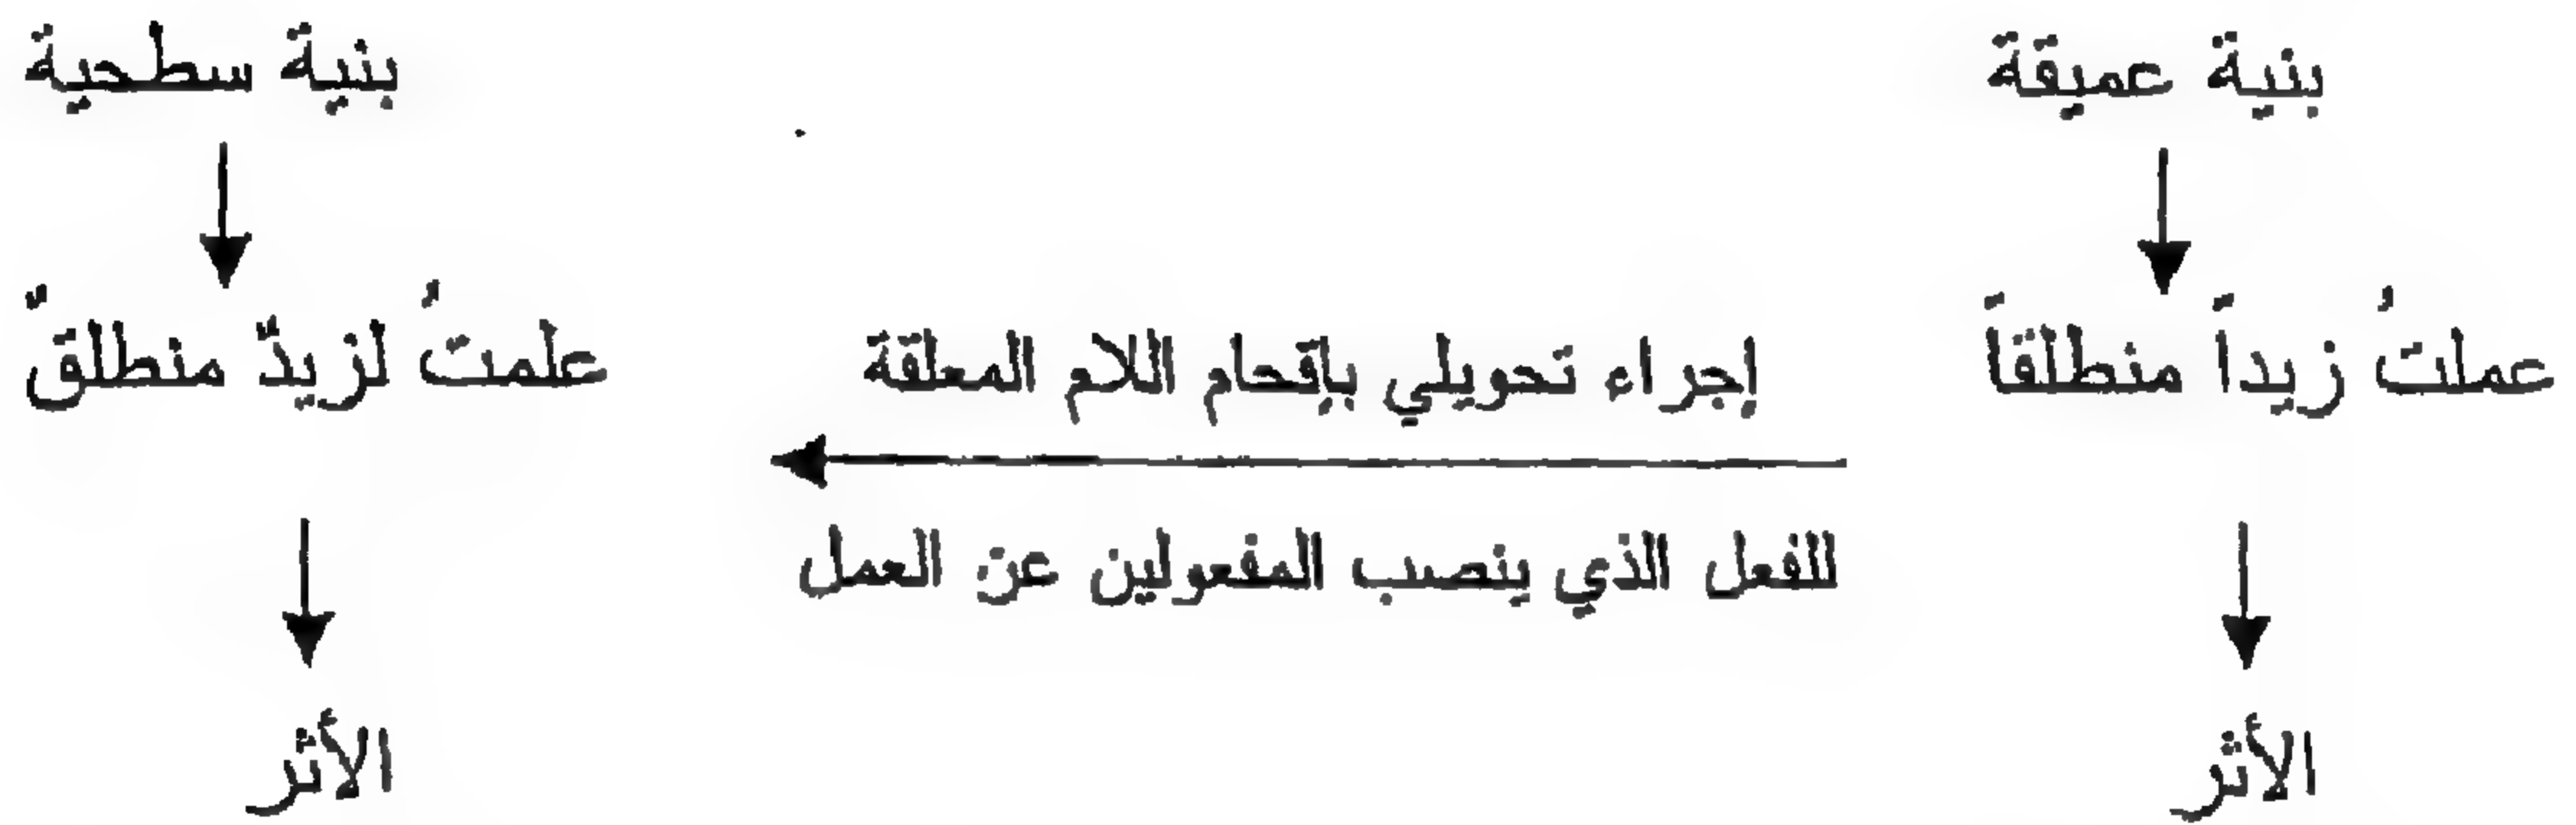 بنية عميقة
بنية سطحية
عملتُ زيداً منطلقاً
إجراء تحويلي بإقحام اللام المعلقة
علمتُ لزيدٌ منطلقٌ
للفعل الذي ينصب المفعولين عن العمل
الأثر
الأثر